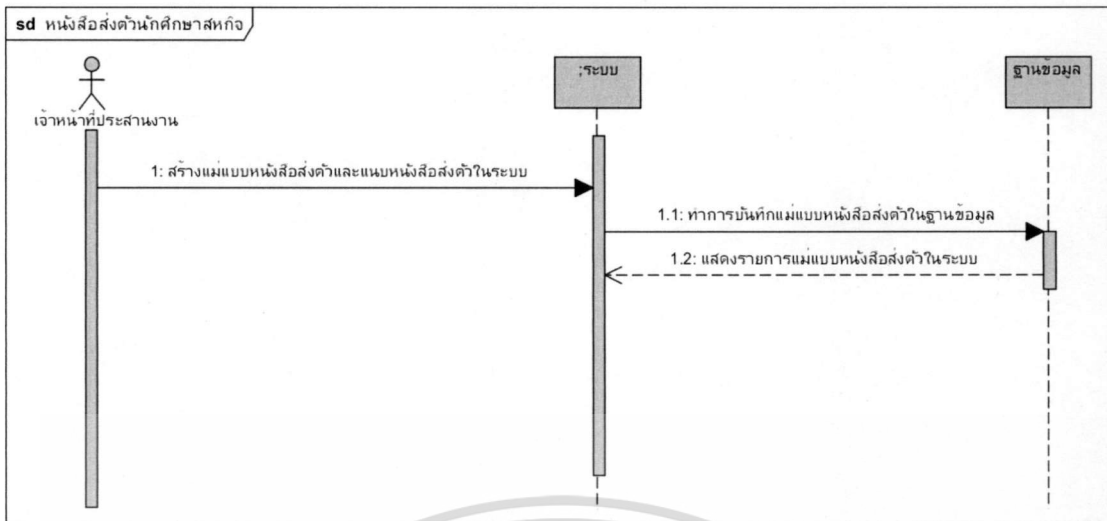 sd หนังสือส่งตัวนักศึกษาสหกิจ
เจ้าหน้าที่ประสานงาน
;ระบบ
ฐานข้อมูล
1: สร้างแม่แบบหนังสือส่งตัวและแนบหนังสือส่งตัวในระบบ
1.1: ทำการบันทึกแม่แบบหนังสือส่งตัวในฐานข้อมูล
1.2: แสดงรายการแม่แบบหนังสือส่งตัวในระบบ